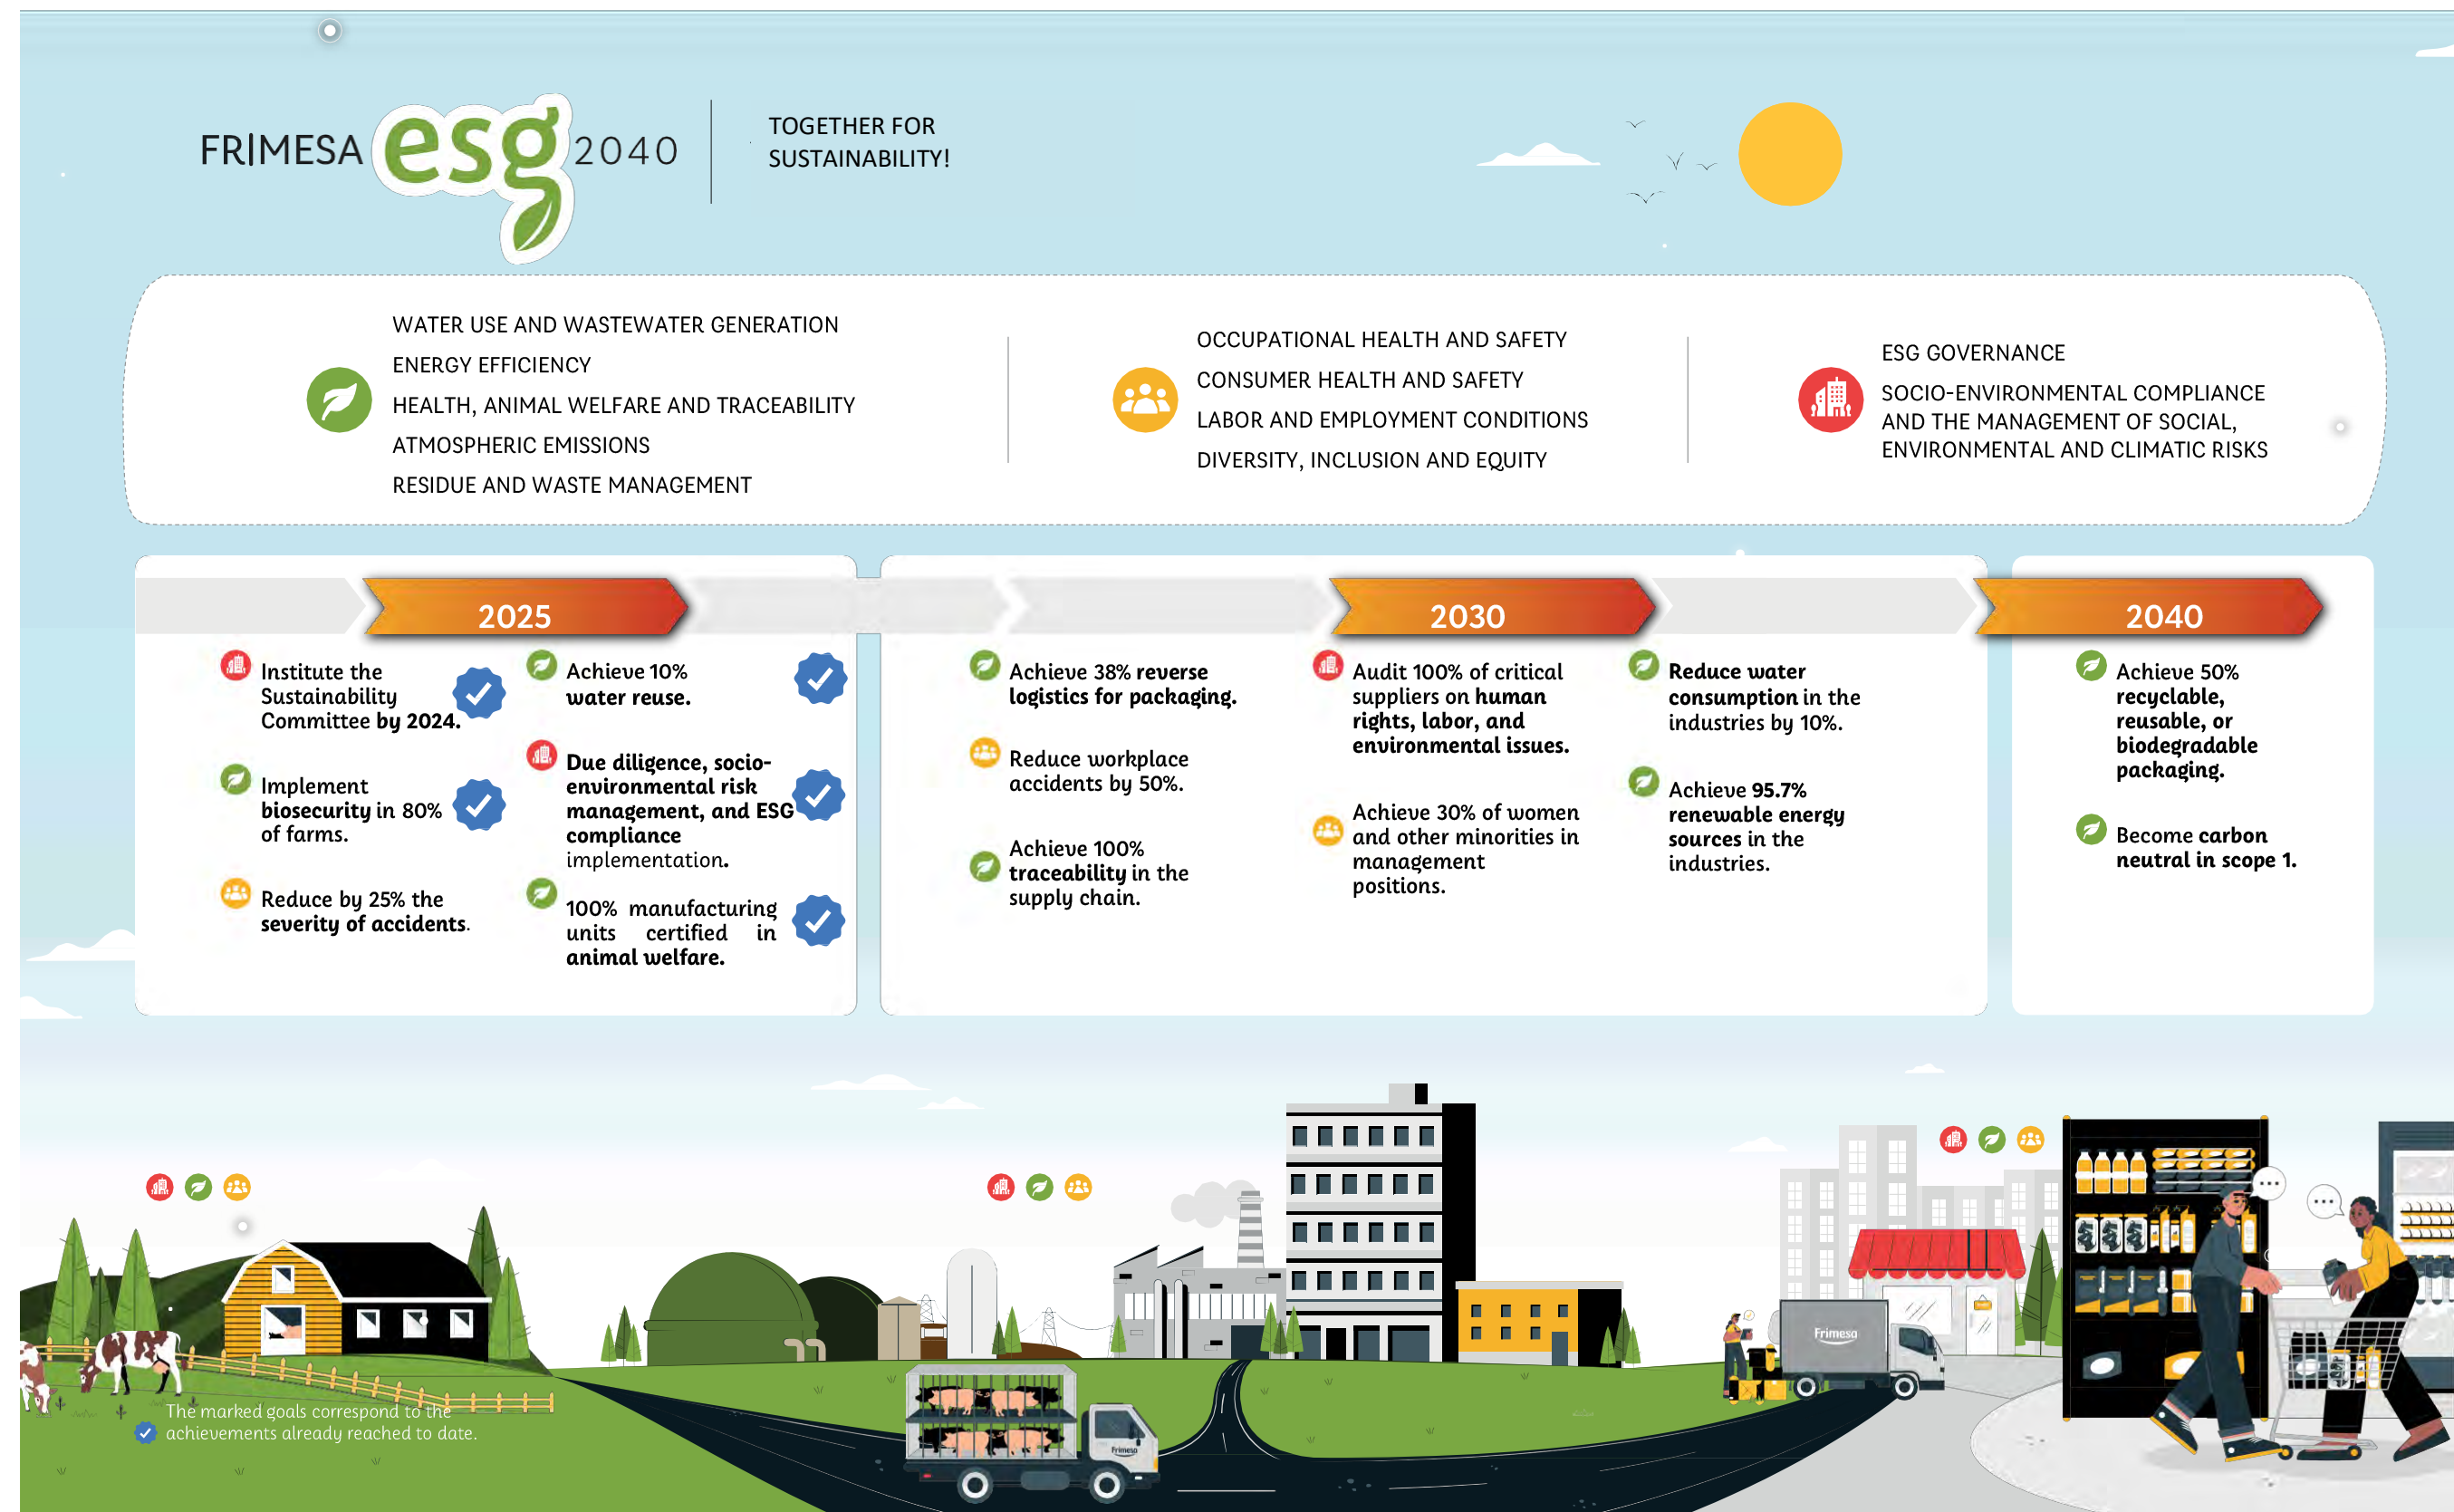 FRIMESA esg 2040
TOGETHER FOR
SUSTAINABILITY!
WATER USE AND WASTEWATER GENERATION
ENERGY EFFICIENCY
HEALTH, ANIMAL WELFARE AND TRACEABILITY
ATMOSPHERIC EMISSIONS
RESIDUE AND WASTE MANAGEMENT
OCCUPATIONAL HEALTH AND SAFETY
CONSUMER HEALTH AND SAFETY
LABOR AND EMPLOYMENT CONDITIONS
DIVERSITY, INCLUSION AND EQUITY
ESG GOVERNANCE
SOCIO-ENVIRONMENTAL COMPLIANCE
AND THE MANAGEMENT OF SOCIAL,
ENVIRONMENTAL AND CLIMATIC RISKS
2025
Institute the
Sustainability
Committee by 2024.
Implement
biosecurity in 80%
of farms.
Reduce by 25% the
severity of accidents.
Achieve 10%
water reuse.
Due diligence, socio-
environmental risk
management, and ESG
compliance
implementation.
100% manufacturing
units certified in
animal welfare.
2030
Achieve 38% reverse
logistics for packaging.
Reduce workplace
accidents by 50%.
Achieve 100%
traceability in the
supply chain.
Audit 100% of critical
suppliers on human
rights, labor, and
environmental issues.
Achieve 30% of women
and other minorities in
management
positions.
Reduce water
consumption in the
industries by 10%.
Achieve 95.7%
renewable energy
sources in the
industries.
2040
Achieve 50%
recyclable,
reusable, or
biodegradable
packaging.
Become carbon
neutral in scope 1.
Frimesa
Frimesa
The marked goals correspond to the
achievements already reached to date.